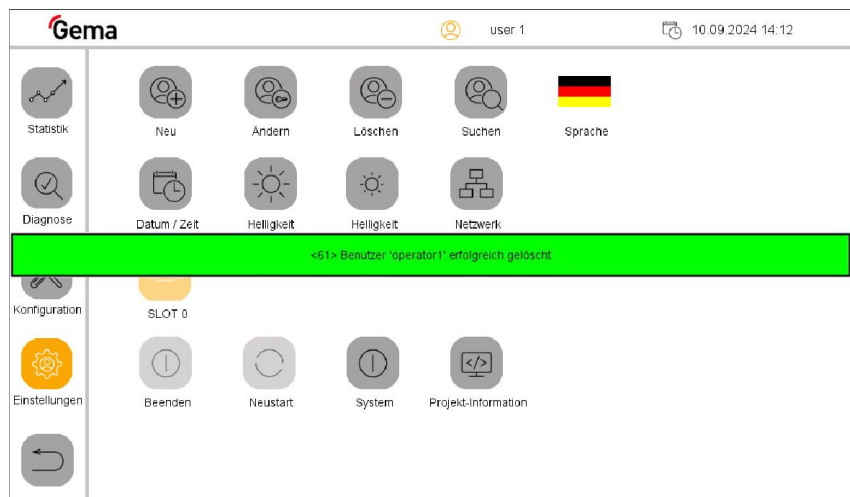 Gema
user 1
10.09.2024 14:12
Statistik
Neu
Ändern
Löschen
Suchen
Sprache
Diagnose
Datum / Zeit
Helligkeit
Helligkeit
Netzwerk
<61> Benutzer 'operator1' erfolgreich gelöscht
Konfiguration
SLOT 0
Einstellungen
Beenden
Neustart
System
Projekt-Information